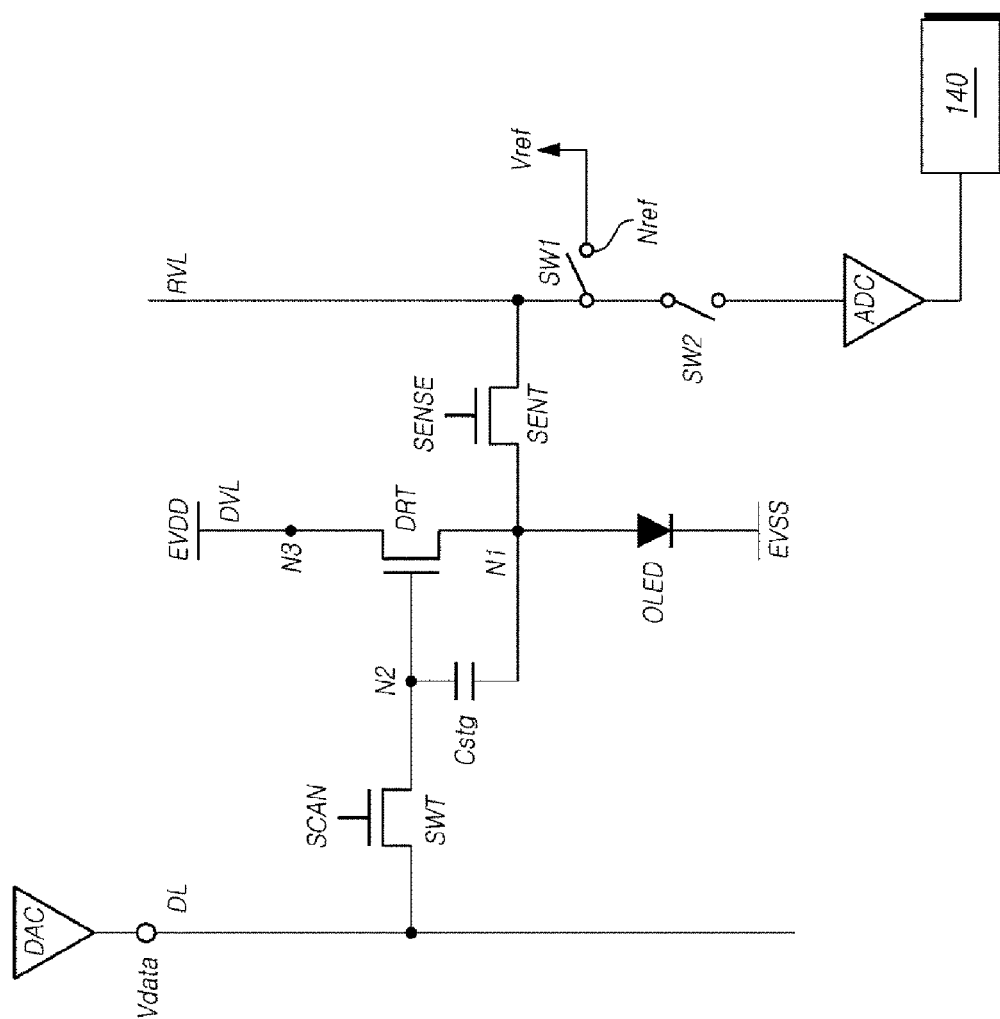 DAC
Vdata
DL
SCAN
SWT
N2
Cstg
EVDD
DVL
N3
DRT
N1
OLED
EVSS
SENSE
SENT
RVL
SW1
Vref
Nref
SW2
ADC
140